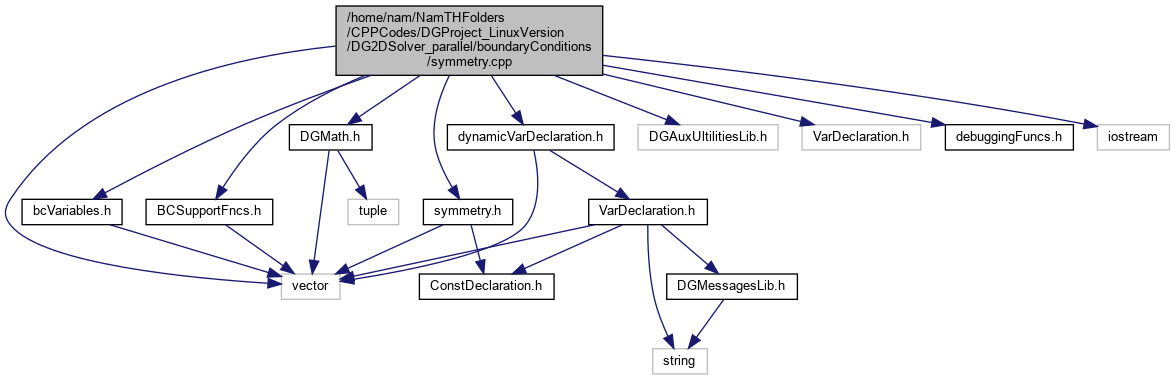 /home/nam/NamTHFolders
/CPPCodes/DGProject_LinuxVersion
/DG2DSolver_parallel/boundaryConditions
/symmetry.cpp
DGMath.h
dynamicVarDeclaration.h
DGAuxUltilitiesLib.h
VarDeclaration.h
debuggingFuncs.h
iostream
bcVariables.h
BCSupportFncs.h
tuple
symmetry.h
VarDeclaration.h
vector
ConstDeclaration.h
DGMessagesLib.h
string